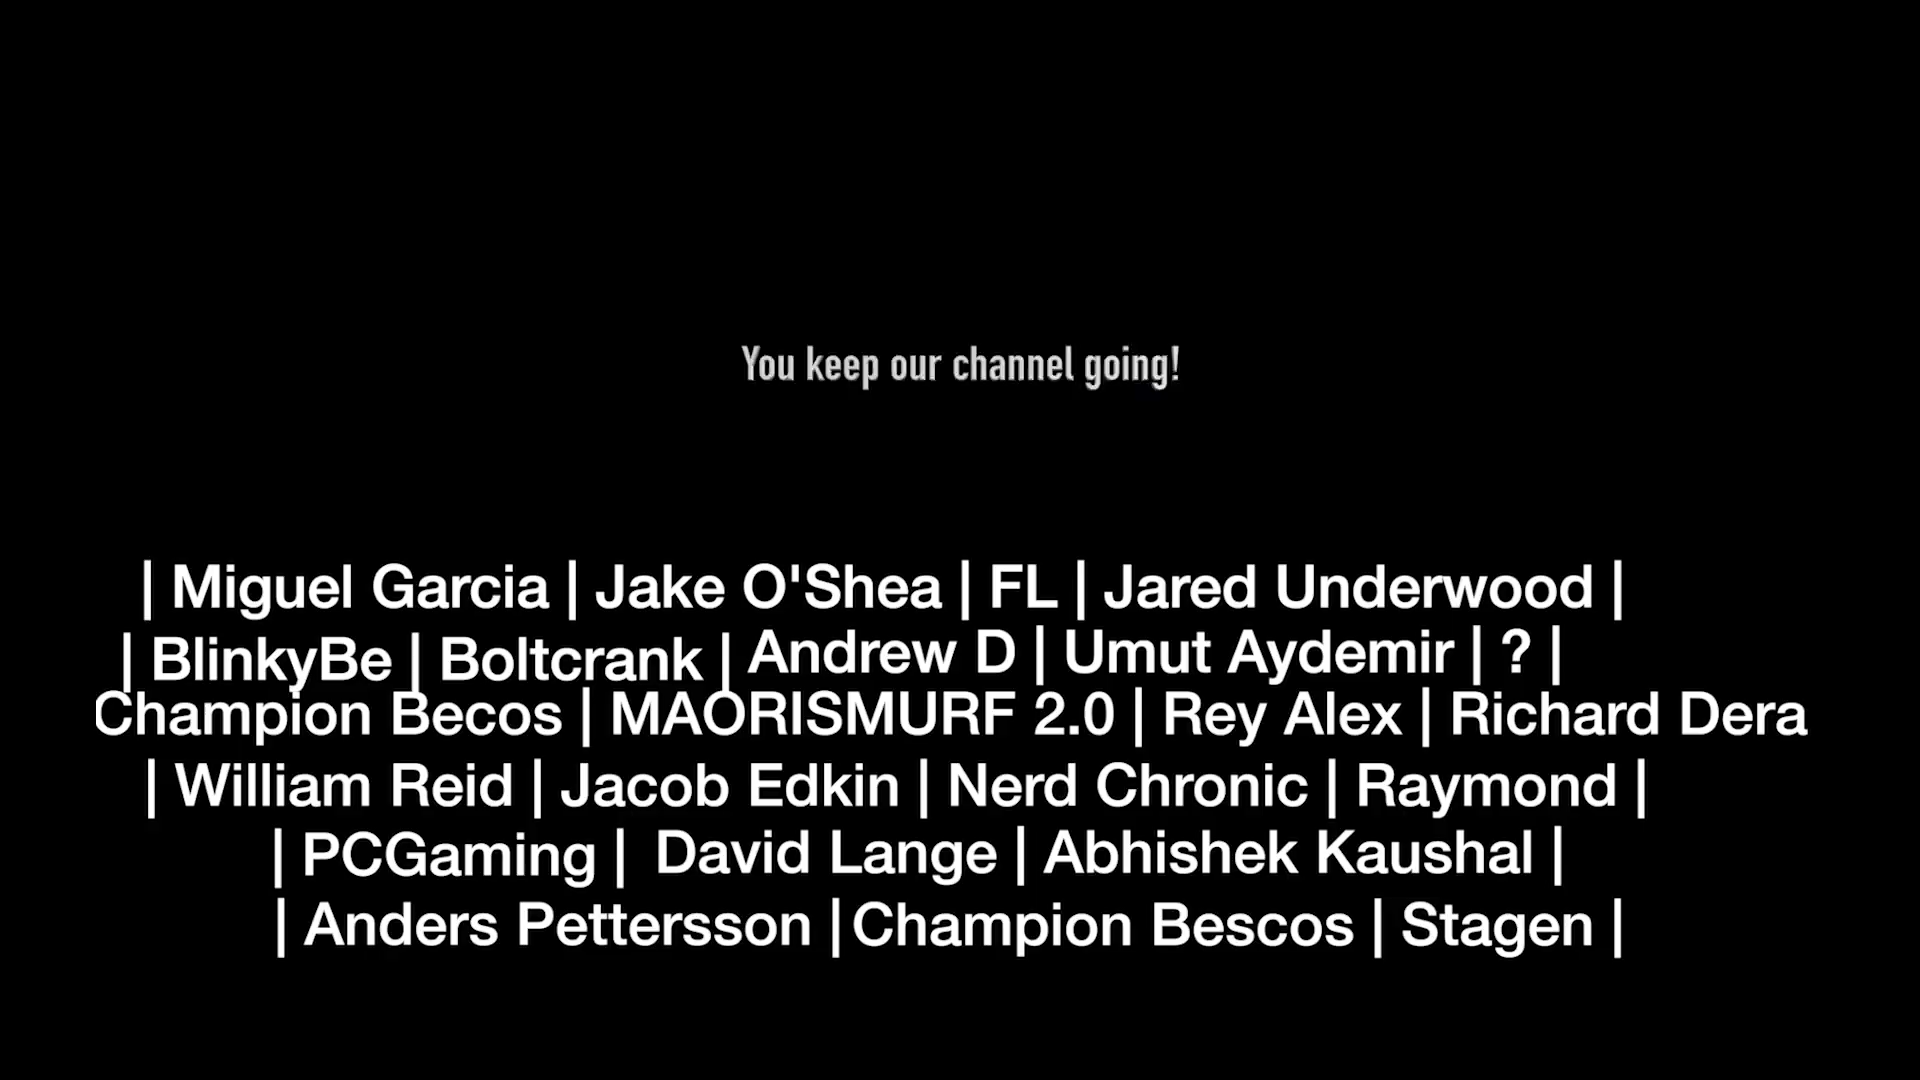 You keep our channel going!
| Miguel Garcia | Jake O'Shea | FL | Jared Underwood |
| BlinkyBe | Boltcrank | Andrew D | Umut Aydemir | ? |
Champion Becos | MAORISMURF 2.0 | Rey Alex | Richard Dera
| William Reid | Jacob Edkin | Nerd Chronic | Raymond |
| PCGaming | David Lange | Abhishek Kaushal |
| Anders Pettersson | Champion Bescos | Stagen |